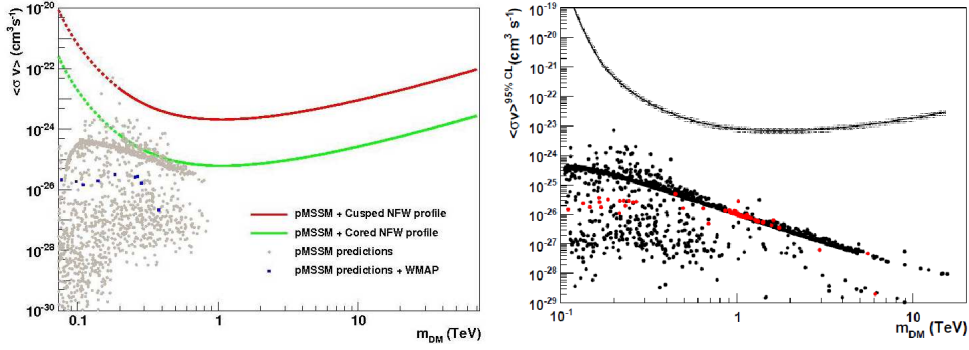 <σ v> (cm³ s⁻¹)
10⁻²⁰
10⁻²²
10⁻²⁴
10⁻²⁶
10⁻²⁸
10⁻³⁰
pMSSM + Cusped NFW profile
pMSSM + Cored NFW profile
pMSSM predictions
pMSSM predictions + WMAP
0.1 1 10
m_DM (TeV)
<σv>⁹⁵% ᶜᴸ(cm³ s⁻¹)
10⁻¹⁹
10⁻²⁰
10⁻²¹
10⁻²²
10⁻²³
10⁻²⁴
10⁻²⁵
10⁻²⁶
10⁻²⁷
10⁻²⁸
10⁻²⁹
10⁻¹ 1 10
m_DM (TeV)